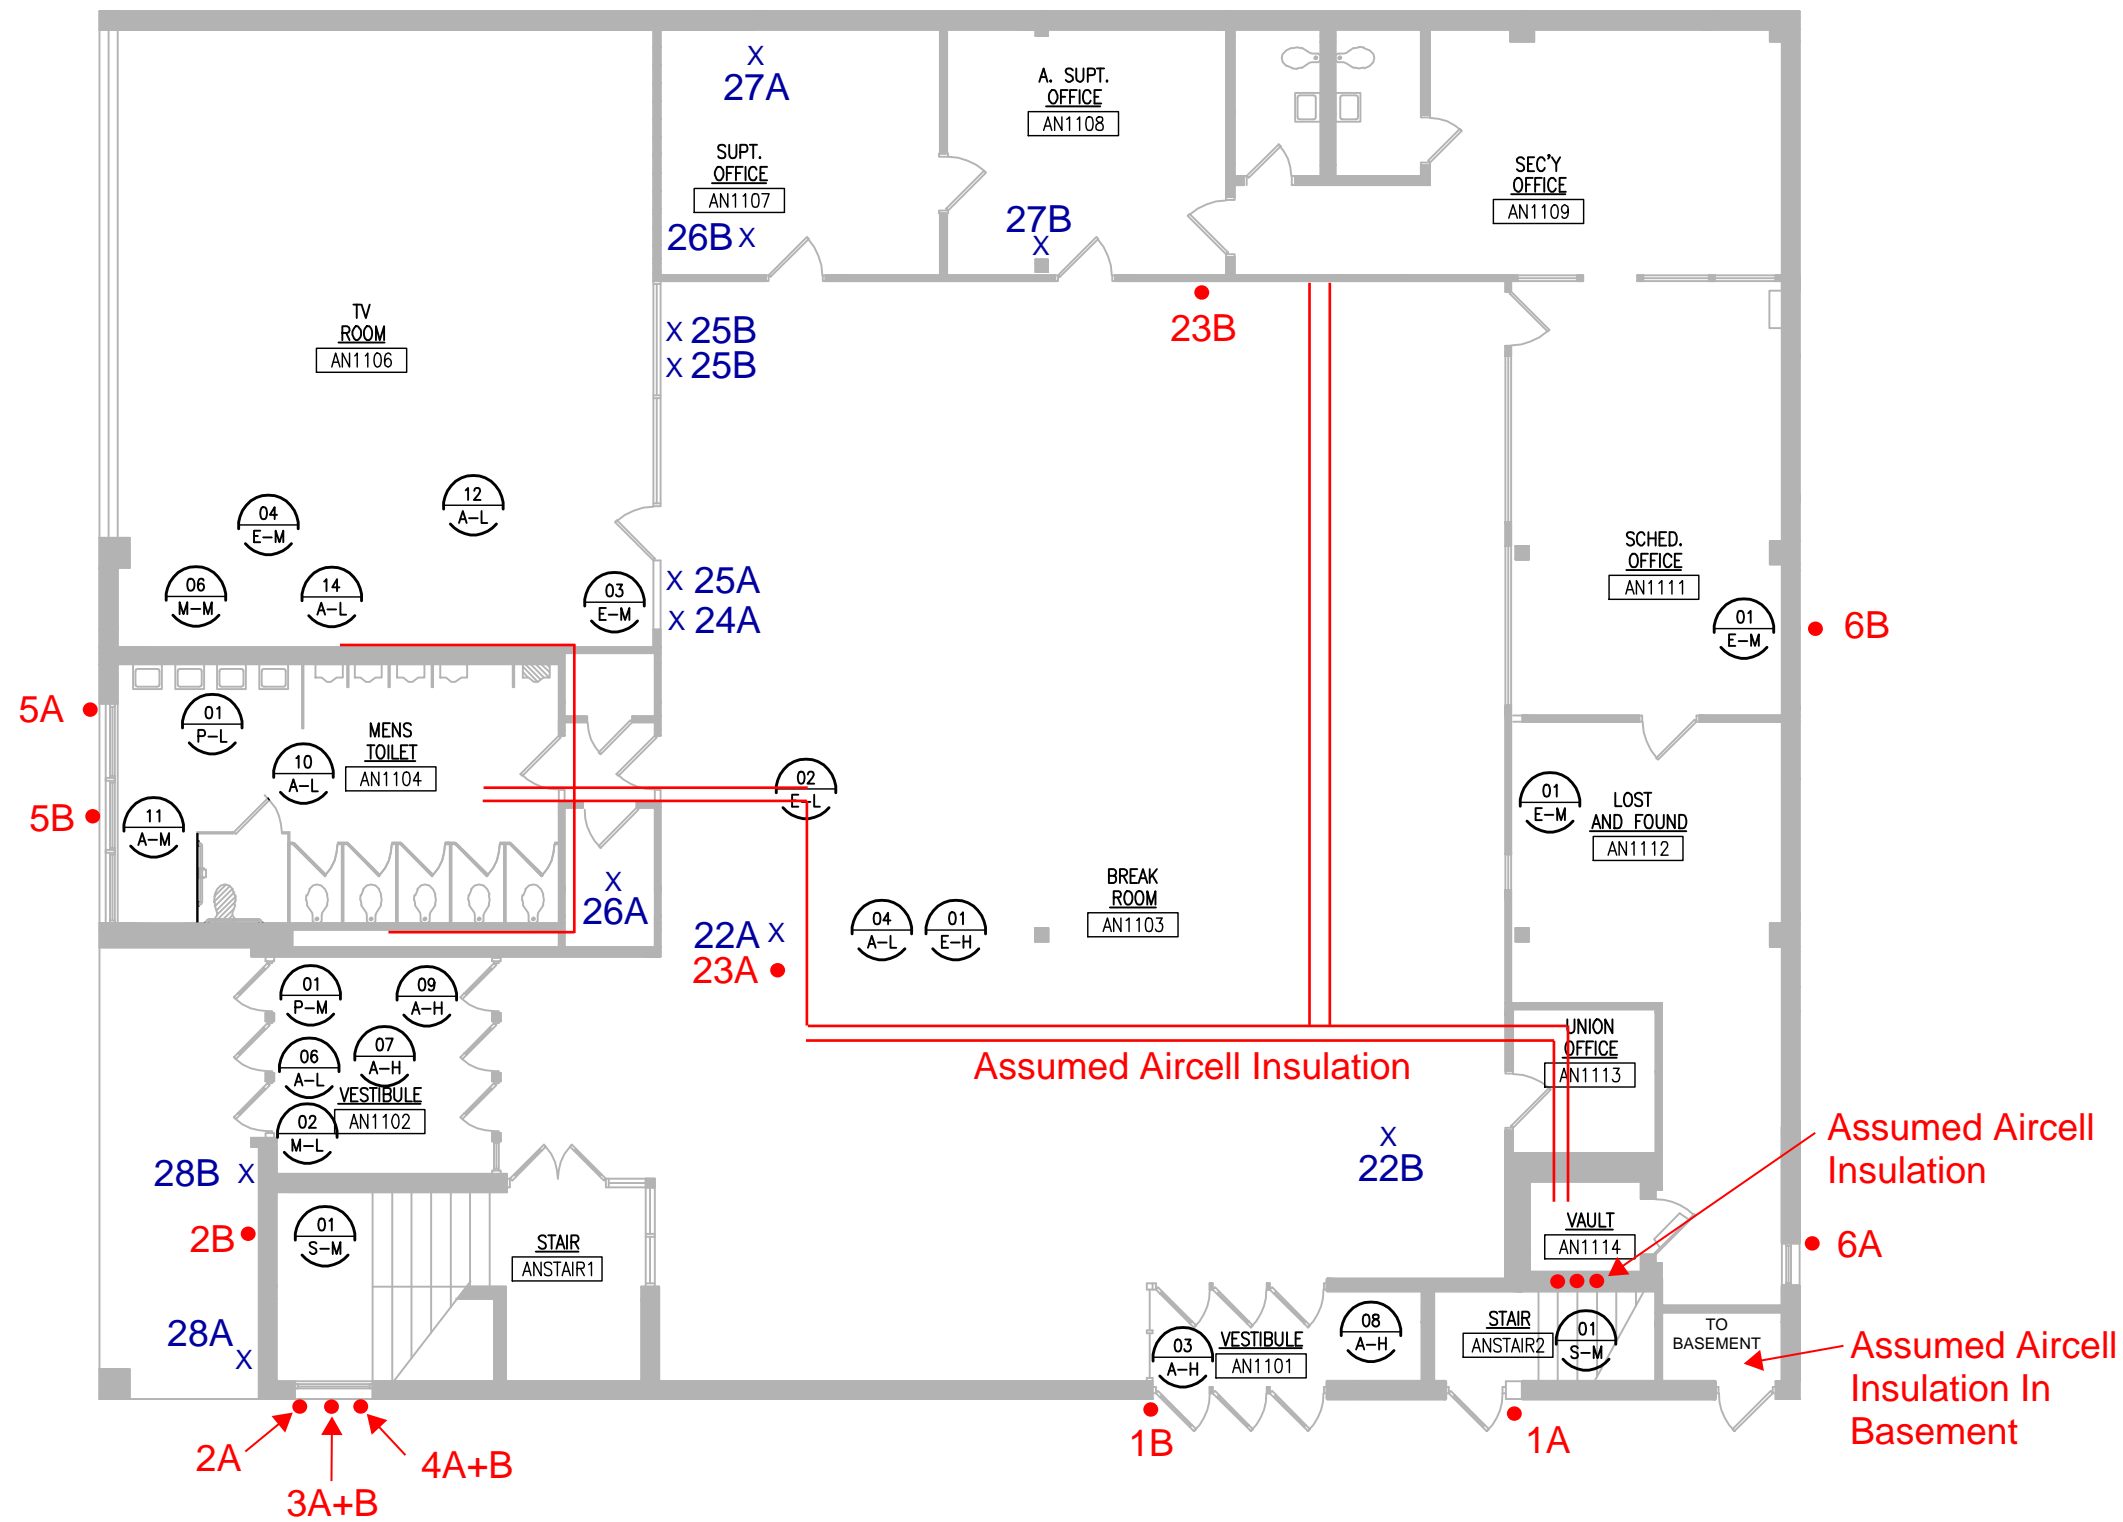 X
27A
A. SUPT.
OFFICE
AN1108
SUPT.
OFFICE
AN1107
SEC'Y
OFFICE
AN1109
26B X
27B
X
TV
ROOM
AN1106
X 25B
X 25B
23B
12
A-L
04
E-M
06
M-M
14
A-L
03
E-M
X 25A
X 24A
SCHED.
OFFICE
AN1111
01
E-M
6B
5A
01
P-L
MENS
TOILET
AN1104
10
A-L
02
E-L
5B
11
A-M
01
E-M
LOST
AND FOUND
AN1112
X
26A
BREAK
ROOM
AN1103
22A X
23A
04
A-L
01
E-H
01
P-M
09
A-H
07
A-H
06
A-L
VESTIBULE
AN1102
02
M-L
UNION
OFFICE
AN1113
Assumed Aircell Insulation
X
22B
Assumed Aircell
Insulation
28B X
2B
01
S-M
STAIR
ANSTAIR1
VAULT
AN1114
6A
28A
X
03
A-H
VESTIBULE
AN1101
08
A-H
STAIR
ANSTAIR2
01
S-M
TO
BASEMENT
Assumed Aircell
Insulation In
Basement
2A
3A+B
4A+B
1B
1A